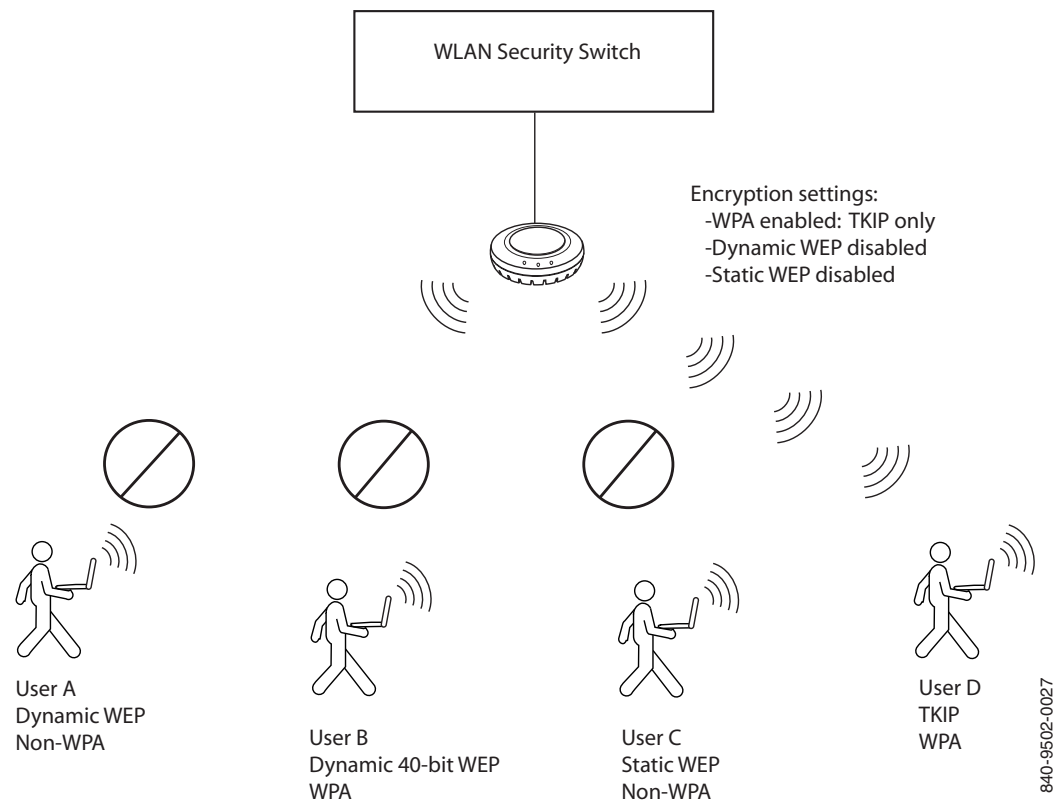 WLAN Security Switch
Encryption settings:
-WPA enabled: TKIP only
-Dynamic WEP disabled
-Static WEP disabled
User A
Dynamic WEP
Non-WPA
User B
Dynamic 40-bit WEP
WPA
User C
Static WEP
Non-WPA
User D
TKIP
WPA
840-9502-0027